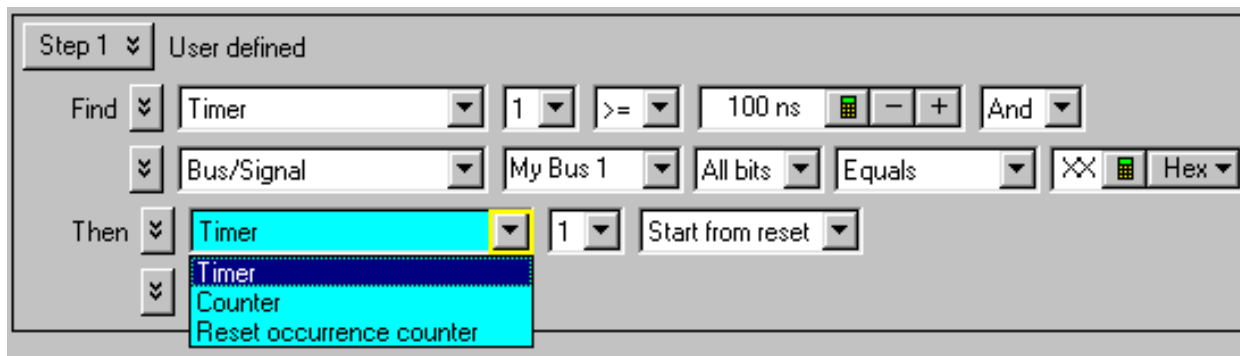 Step 1 User defined
Find Timer 1 >= 100 ns - + And
Bus/Signal My Bus 1 All bits Equals XX Hex
Then Timer 1 Start from reset
Timer
Counter
Reset occurrence counter